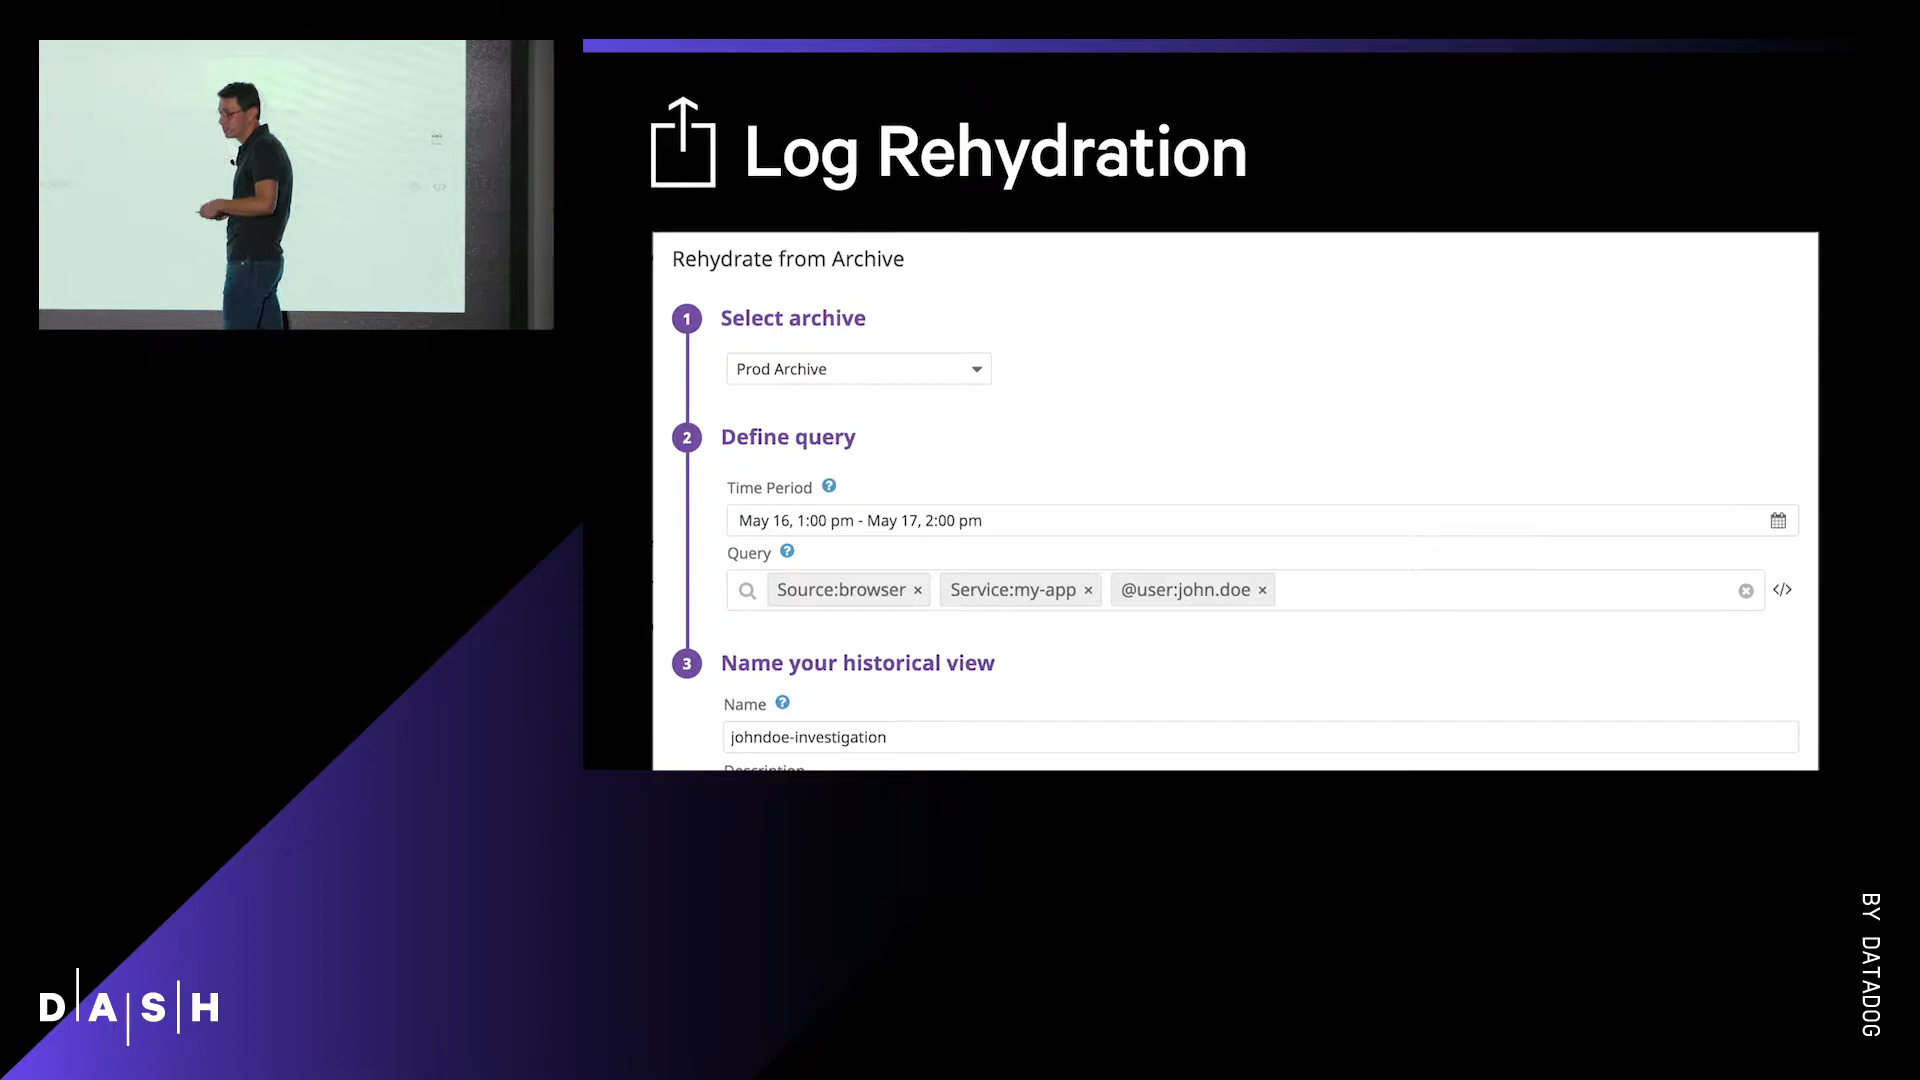 Log Rehydration
Rehydrate from Archive
1 Select archive
Prod Archive
2 Define query
Time Period ?
May 16, 1:00 pm - May 17, 2:00 pm
Query ?
Source:browser × Service:my-app × @user:john.doe × </>
3 Name your historical view
Name ?
johndoe-investigation
Description
D|A|S|H
BY DATADOG